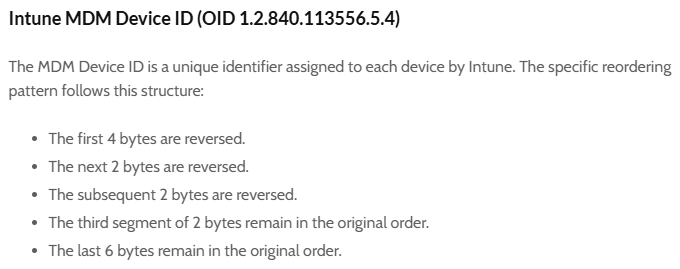 Intune MDM Device ID (OID 1.2.840.113556.5.4)
The MDM Device ID is a unique identifier assigned to each device by Intune. The specific reordering
pattern follows this structure:
• The first 4 bytes are reversed.
• The next 2 bytes are reversed.
• The subsequent 2 bytes are reversed.
• The third segment of 2 bytes remain in the original order.
• The last 6 bytes remain in the original order.